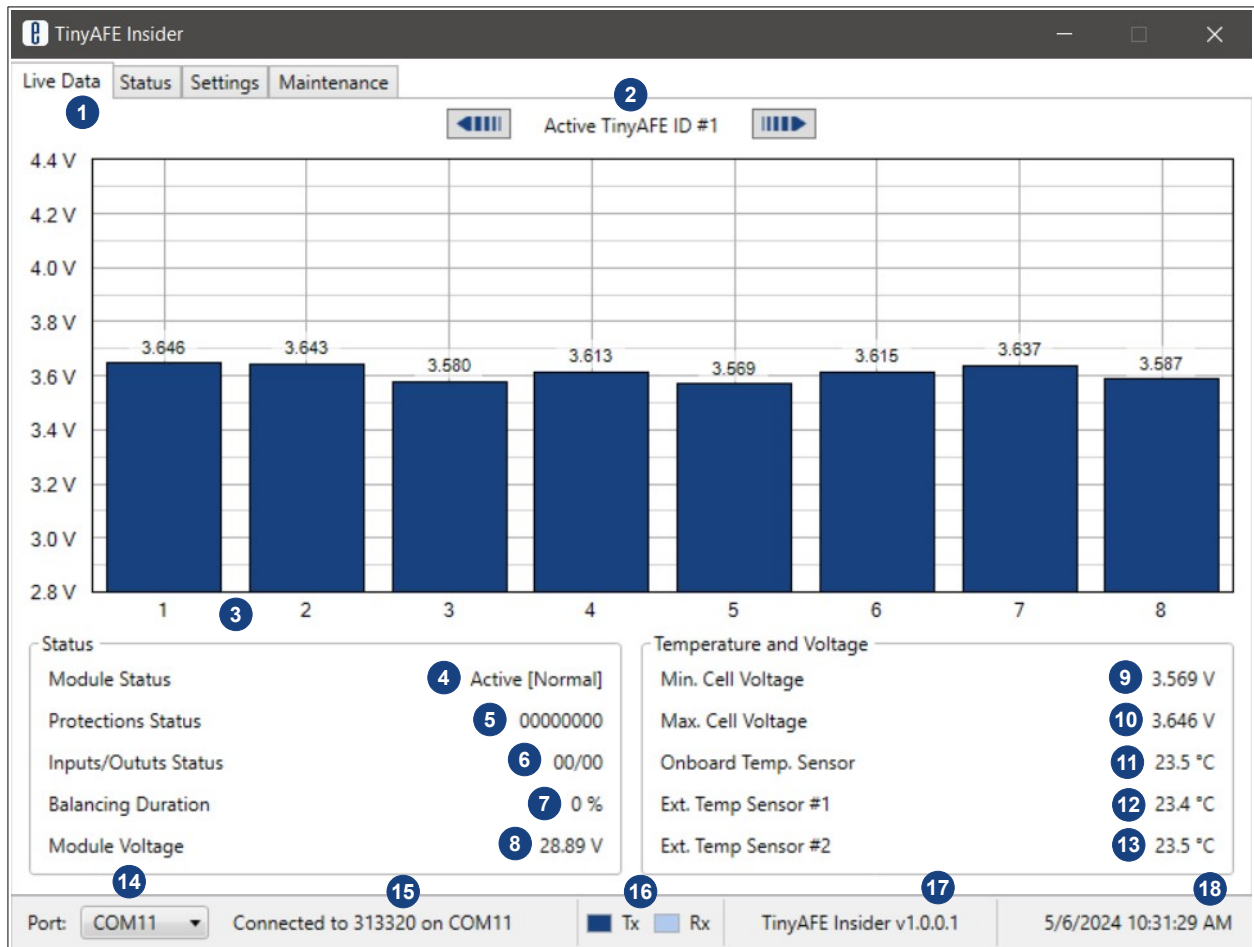 TinyAFE Insider
Live Data Status Settings Maintenance
1 2
Active TinyAFE ID #1
4.4 V
4.2 V
4.0 V
3.8 V
3.6 V
3.4 V
3.2 V
3.0 V
2.8 V
3.646 3.643 3.580 3.613 3.569 3.615 3.637 3.587
1 2 3 4 5 6 7 8
3
Status
Module Status 4 Active [Normal]
Protections Status 5 00000000
Inputs/Oututs Status 6 00/00
Balancing Duration 7 0 %
Module Voltage 8 28.89 V
Temperature and Voltage
Min. Cell Voltage 9 3.569 V
Max. Cell Voltage 10 3.646 V
Onboard Temp. Sensor 11 23.5 °C
Ext. Temp Sensor #1 12 23.4 °C
Ext. Temp Sensor #2 13 23.5 °C
14 15 16 17 18
Port: COM11 Connected to 313320 on COM11 Tx Rx TinyAFE Insider v1.0.0.1 5/6/2024 10:31:29 AM